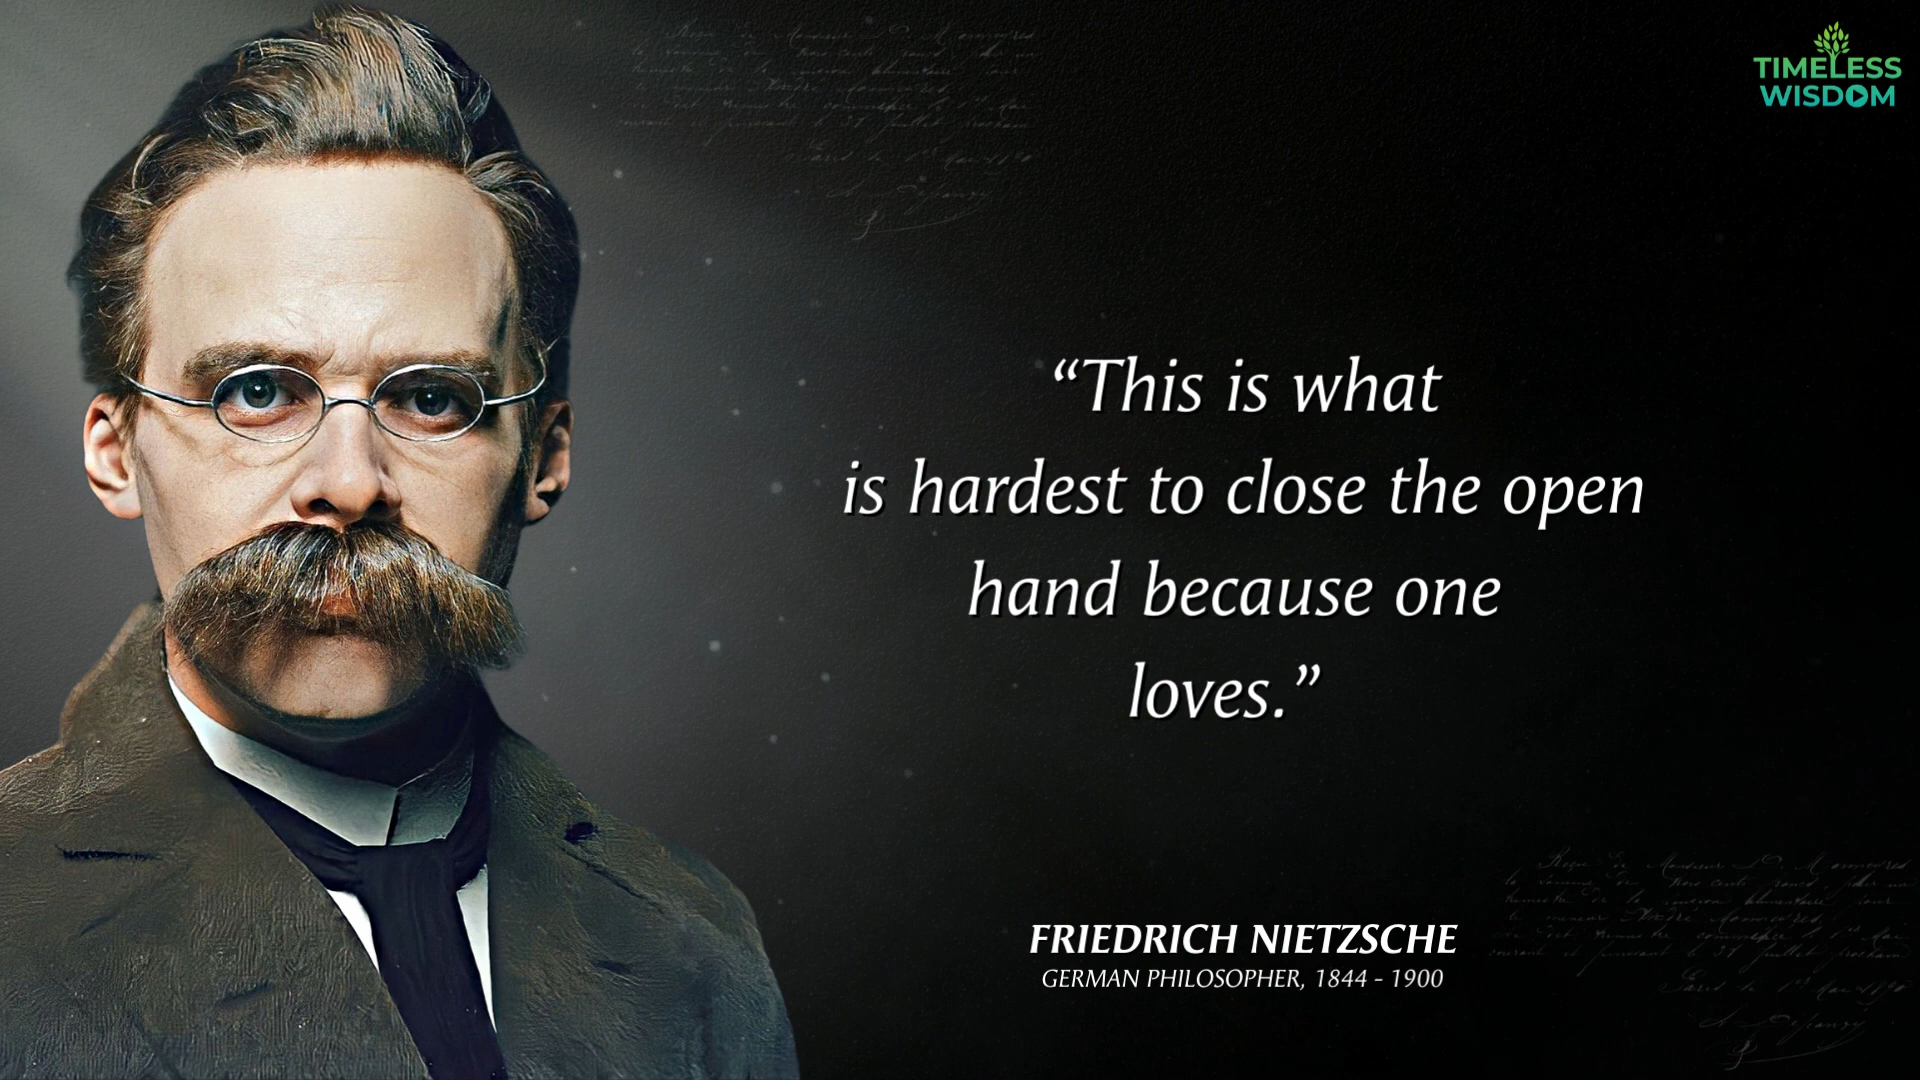 TIMELESS
WISDOM
“This is what
is hardest to close the open
hand because one
loves.”
FRIEDRICH NIETZSCHE
GERMAN PHILOSOPHER, 1844 - 1900